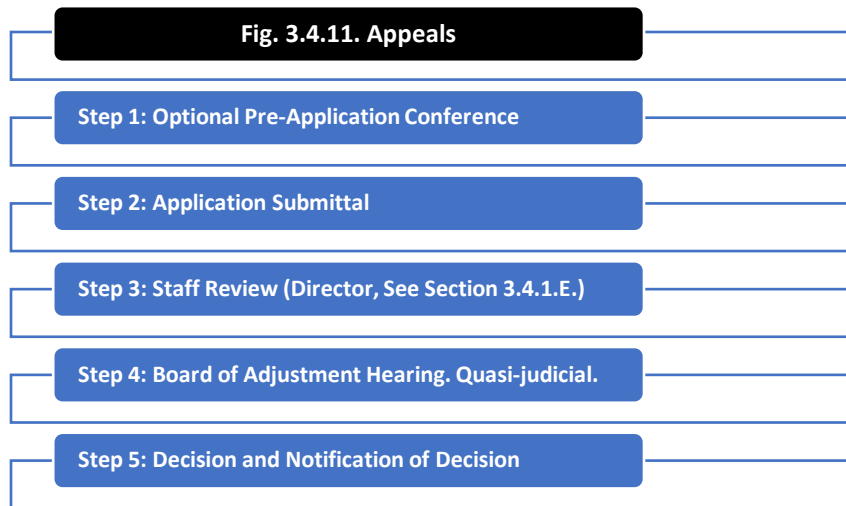 Fig. 3.4.11. Appeals
Step 1: Optional Pre-Application Conference
Step 2: Application Submittal
Step 3: Staff Review (Director, See Section 3.4.1.E.)
Step 4: Board of Adjustment Hearing. Quasi-judicial.
Step 5: Decision and Notification of Decision